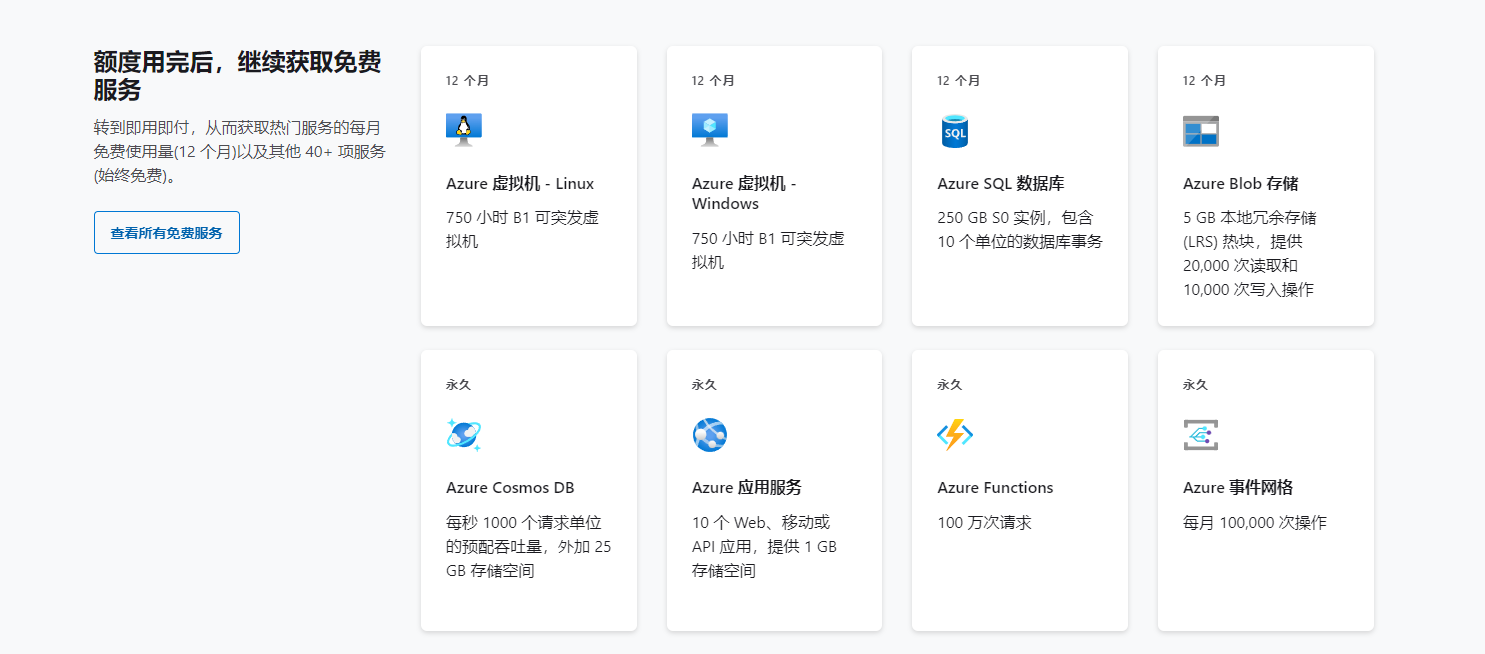 额度用完后，继续获取免费
服务
转到即用即付，从而获取热门服务的每月
免费使用量(12 个月)以及其他 40+ 项服务
(始终免费)。
查看所有免费服务
12 个月
Azure 虚拟机 - Linux
750 小时 B1 可突发虚
拟机
12 个月
Azure 虚拟机 -
Windows
750 小时 B1 可突发虚
拟机
12 个月
SQL
Azure SQL 数据库
250 GB S0 实例，包含
10 个单位的数据库事务
12 个月
Azure Blob 存储
5 GB 本地冗余存储
(LRS) 热块，提供
20,000 次读取和
10,000 次写入操作
永久
Azure Cosmos DB
每秒 1000 个请求单位
的预配吞吐量，外加 25
GB 存储空间
永久
Azure 应用服务
10 个 Web、移动或
API 应用，提供 1 GB
存储空间
永久
Azure Functions
100 万次请求
永久
Azure 事件网格
每月 100,000 次操作